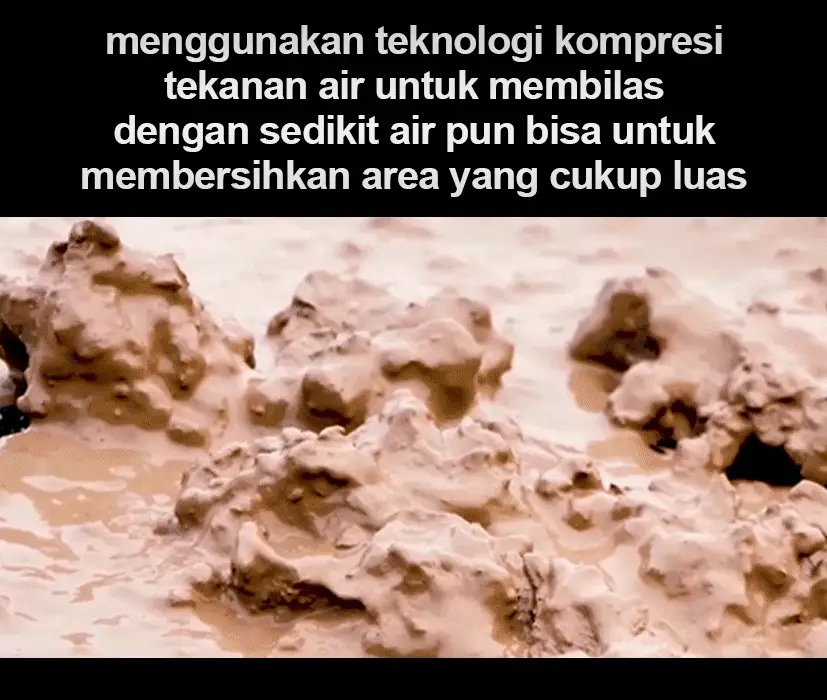 menggunakan teknologi kompresi
tekanan air untuk membilas
dengan sedikit air pun bisa untuk
membersihkan area yang cukup luas